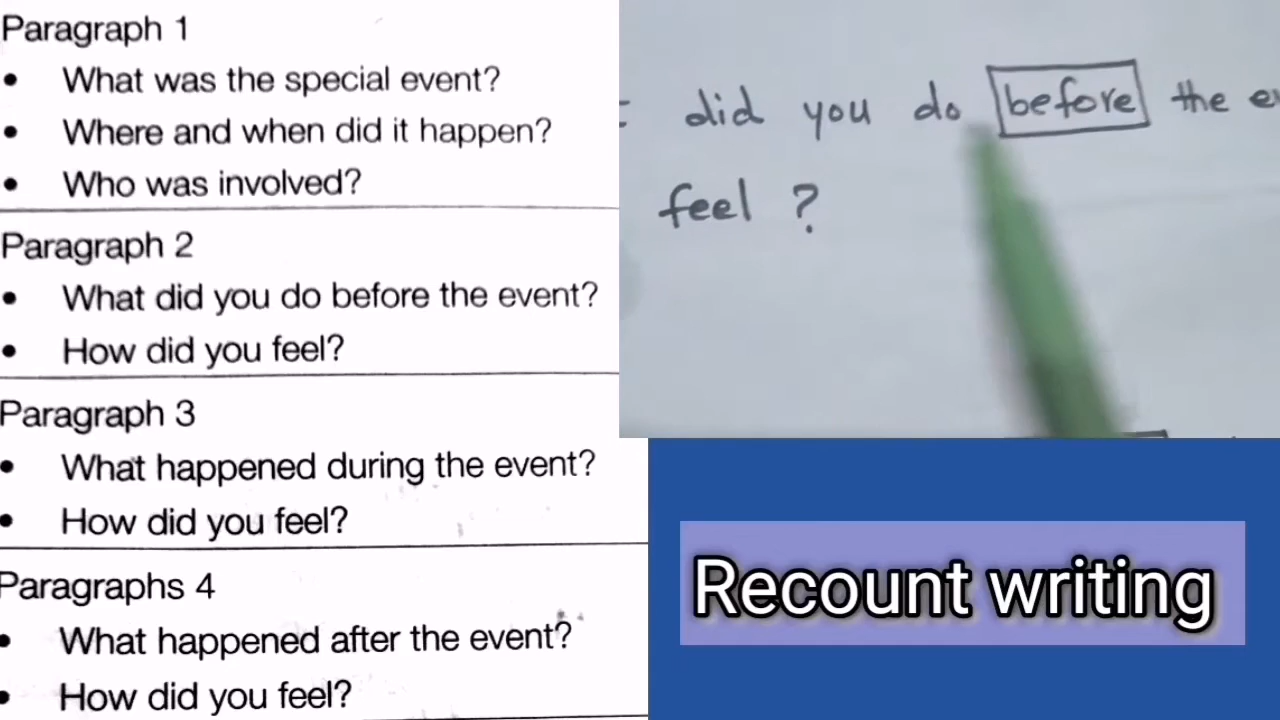 Paragraph 1
• What was the special event?
• Where and when did it happen?
• Who was involved?
Paragraph 2
• What did you do before the event?
• How did you feel?
Paragraph 3
• What happened during the event?
• How did you feel?
Paragraphs 4
• What happened after the event?
• How did you feel?
did you do before the
feel ?
Recount writing